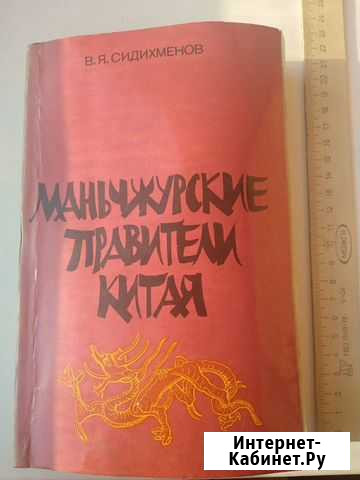 В. Я. СИДИХМЕНОВ
МАНЬЧЖУРСКИЕ
ПРАВИТЕЛИ
КИТАЯ
Интернет-
Кабинет.Ру